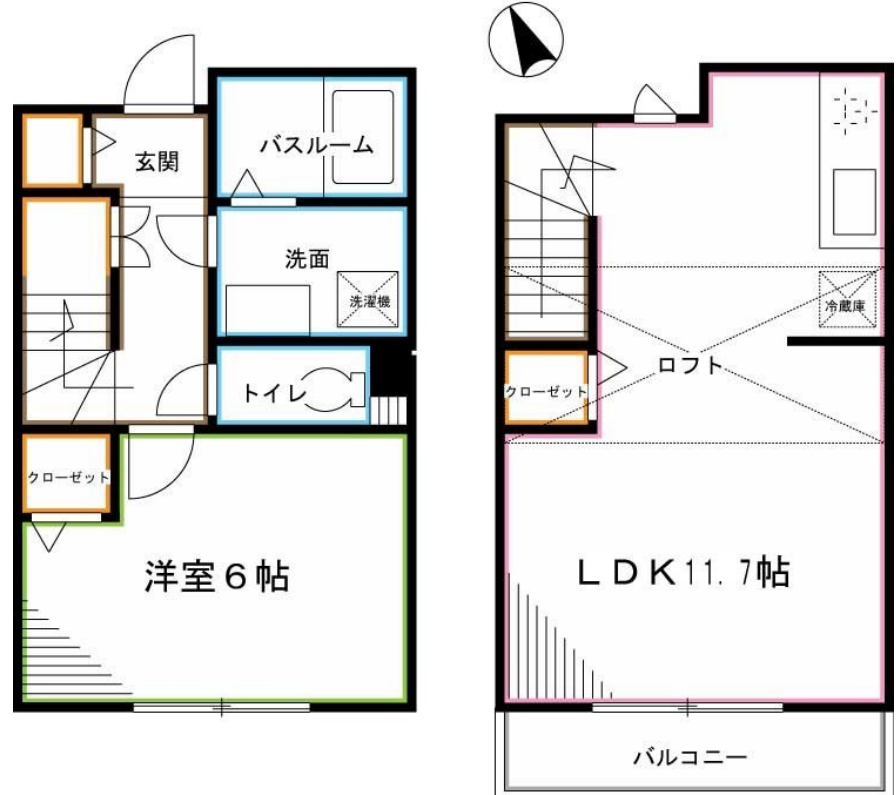 バスルーム
玄関
洗面
洗濯機
トイレ
クローゼット
洋室6帖
冷蔵庫
ロフト
クローゼット
LDK11.7帖
バルコニー